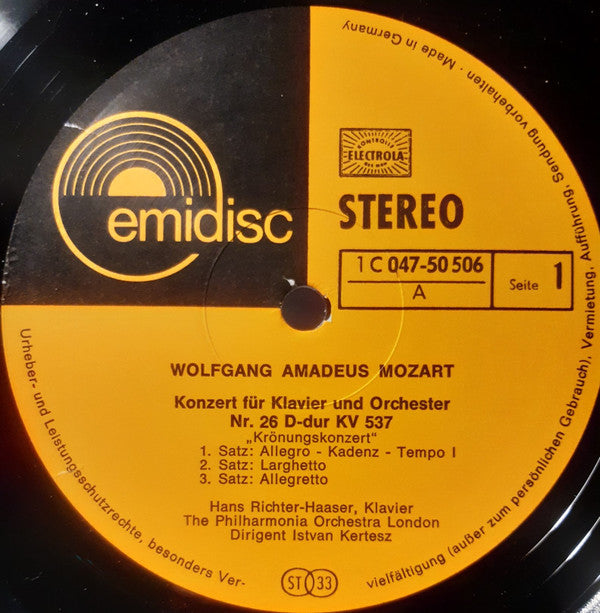 emidisc
KONTROLLE
ELECTROLA
STEREO
1 C 047-50 506
A
Seite 1
WOLFGANG AMADEUS MOZART
Konzert für Klavier und Orchester
Nr. 26 D-dur KV 537
„Krönungskonzert"
1. Satz: Allegro - Kadenz - Tempo I
2. Satz: Larghetto
3. Satz: Allegretto
Hans Richter-Haaser, Klavier
The Philharmonia Orchestra London
Dirigent Istvan Kertesz
ST 33
Urheber- und Leistungsschutzrechte, besonders Ver-
vielfältigung (außer zum persönlichen Gebrauch), Vermietung, Aufführung, Sendung vorbehalten · Made in Germany